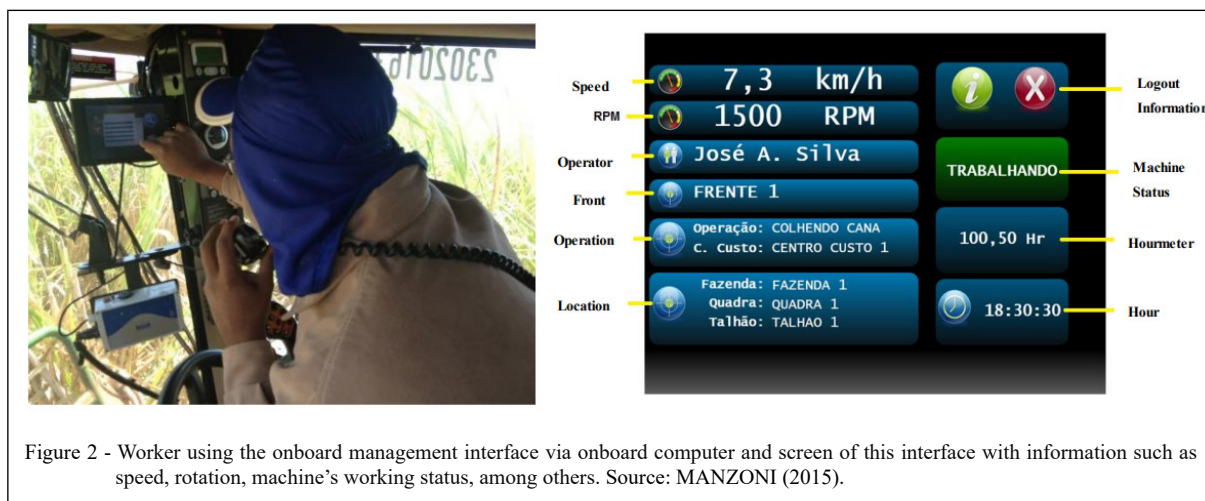 Speed
RPM
Operator
Front
Operation
Location
7,3 km/h
1500 RPM
José A. Silva
FRENTE 1
Operação: COLHENDO CANA
C. Custo: CENTRO CUSTO 1
Fazenda: FAZENDA 1
Quadra: QUADRA 1
Talhão: TALHAO 1
i X
TRABALHANDO
100,50 Hr
18:30:30
Logout
Information
Machine
Status
Hourmeter
Hour
Figure 2 - Worker using the onboard management interface via onboard computer and screen of this interface with information such as
speed, rotation, machine’s working status, among others. Source: MANZONI (2015).